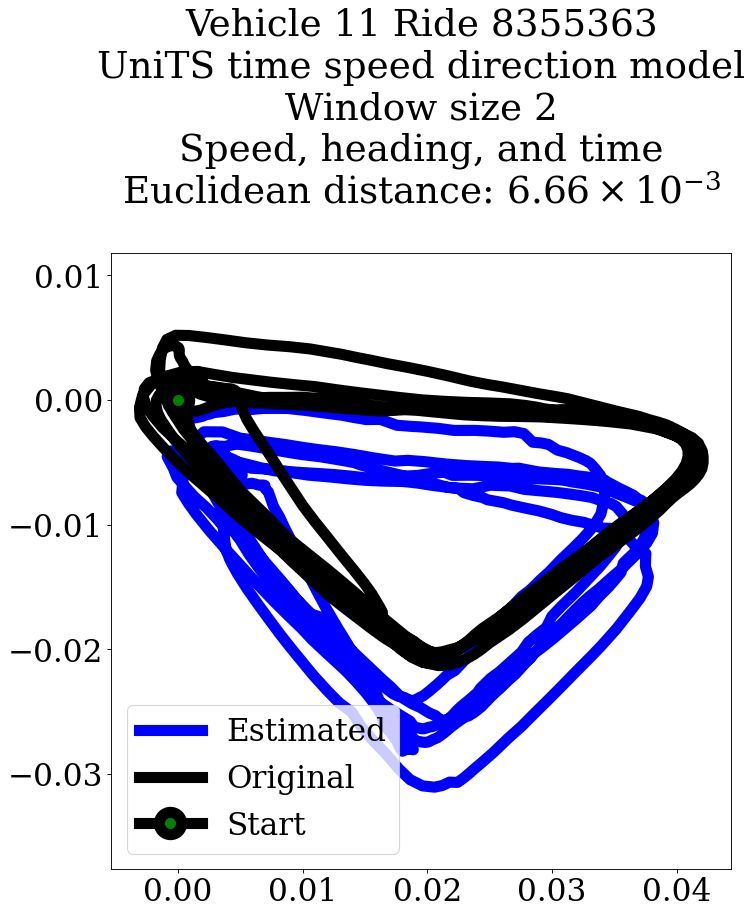 Vehicle 11 Ride 8355363
UniTS time speed direction model
Window size 2
Speed, heading, and time
Euclidean distance: 6.66 × 10⁻³
0.01
0.00
−0.01
−0.02
−0.03
Estimated
Original
Start
0.00 0.01 0.02 0.03 0.04